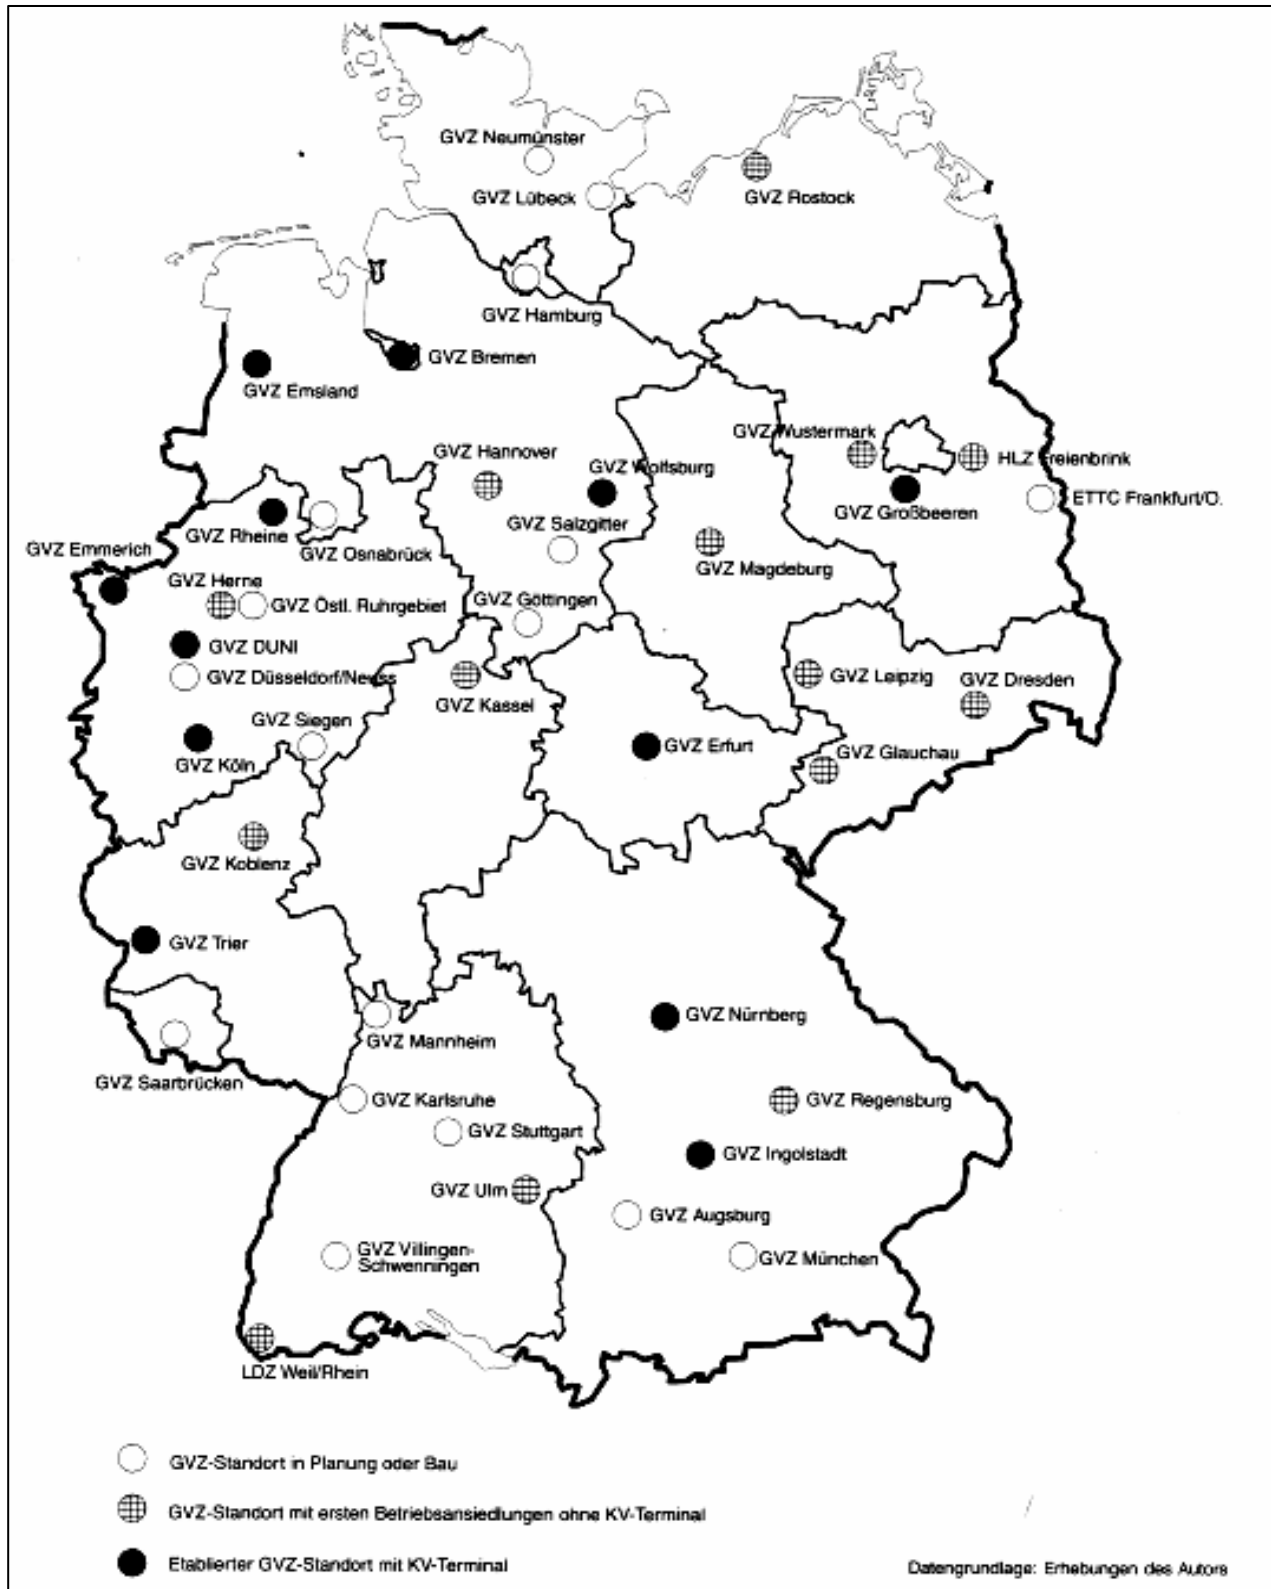 GVZ Neumünster
GVZ Lübeck
GVZ Rostock
GVZ Hamburg
GVZ Bremen
GVZ Emsland
GVZ Wustermark
GVZ Hannover
HLZ Freienbrink
GVZ Wolfsburg
ETTC Frankfurt/O.
GVZ Großbeeren
GVZ Salzgitter
GVZ Rheine
GVZ Osnabrück
GVZ Emmerich
GVZ Magdeburg
GVZ Herne
GVZ Göttingen
GVZ Östl. Ruhrgebiet
GVZ DUNI
GVZ Düsseldorf/Neuss
GVZ Leipzig
GVZ Dresden
GVZ Kassel
GVZ Siegen
GVZ Erfurt
GVZ Glauchau
GVZ Köln
GVZ Koblenz
GVZ Trier
GVZ Nürnberg
GVZ Mannheim
GVZ Saarbrücken
GVZ Karlsruhe
GVZ Regensburg
GVZ Stuttgart
GVZ Ingolstadt
GVZ Ulm
GVZ Augsburg
GVZ Villingen-
Schwenningen
GVZ München
LDZ Weil/Rhein
GVZ-Standort in Planung oder Bau
GVZ-Standort mit ersten Betriebsansiedlungen ohne KV-Terminal
Etablierter GVZ-Standort mit KV-Terminal
Datengrundlage: Erhebungen des Autors